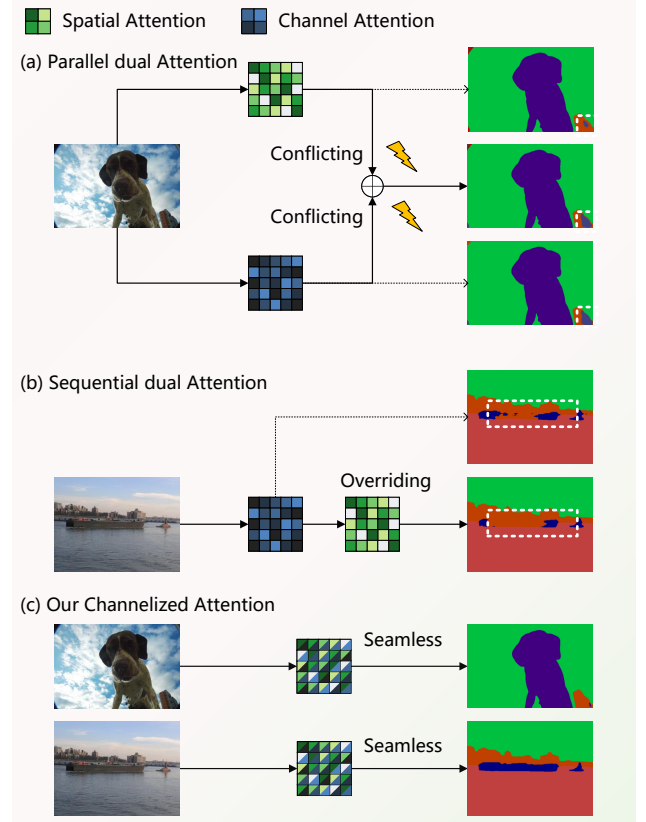 Spatial Attention
Channel Attention
(a) Parallel dual Attention
Conflicting
Conflicting
(b) Sequential dual Attention
Overriding
(c) Our Channelized Attention
Seamless
Seamless